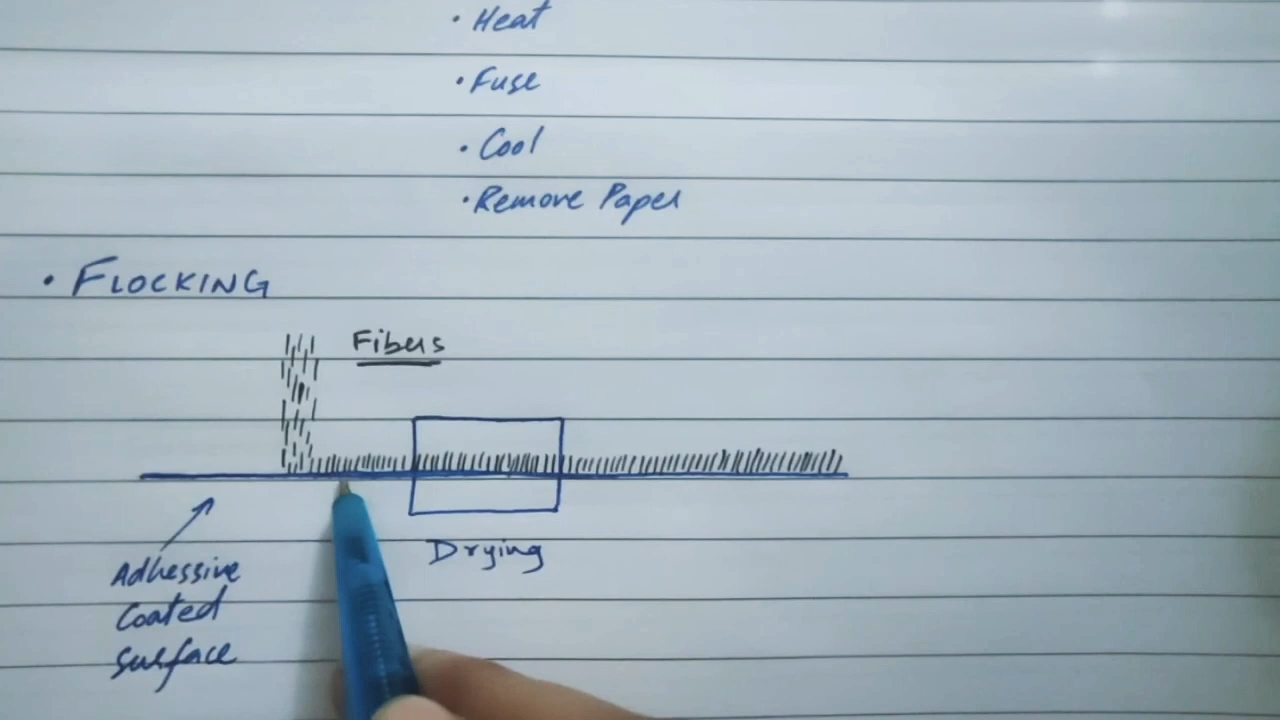 • Heat
• Fuse
• Cool
• Remove Paper
• FLOCKING
Fibers
Drying
Adhessive
Coated
Surface